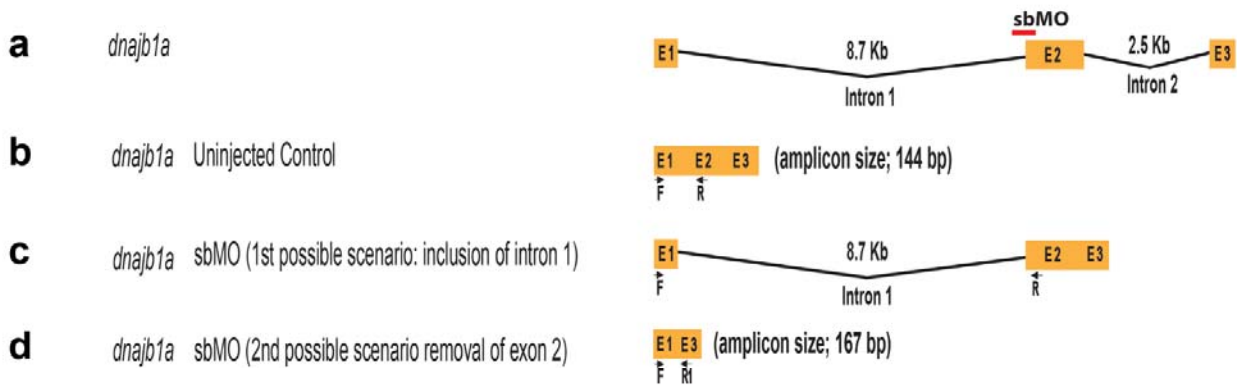 sbMO
a dnajb1a E1 8.7 Kb E2 2.5 Kb E3
Intron 1 Intron 2
b dnajb1a Uninjected Control E1 E2 E3 (amplicon size; 144 bp)
F R
c dnajb1a sbMO (1st possible scenario: inclusion of intron 1) E1 8.7 Kb E2 E3
F Intron 1 R
d dnajb1a sbMO (2nd possible scenario removal of exon 2) E1 E3 (amplicon size; 167 bp)
F R1